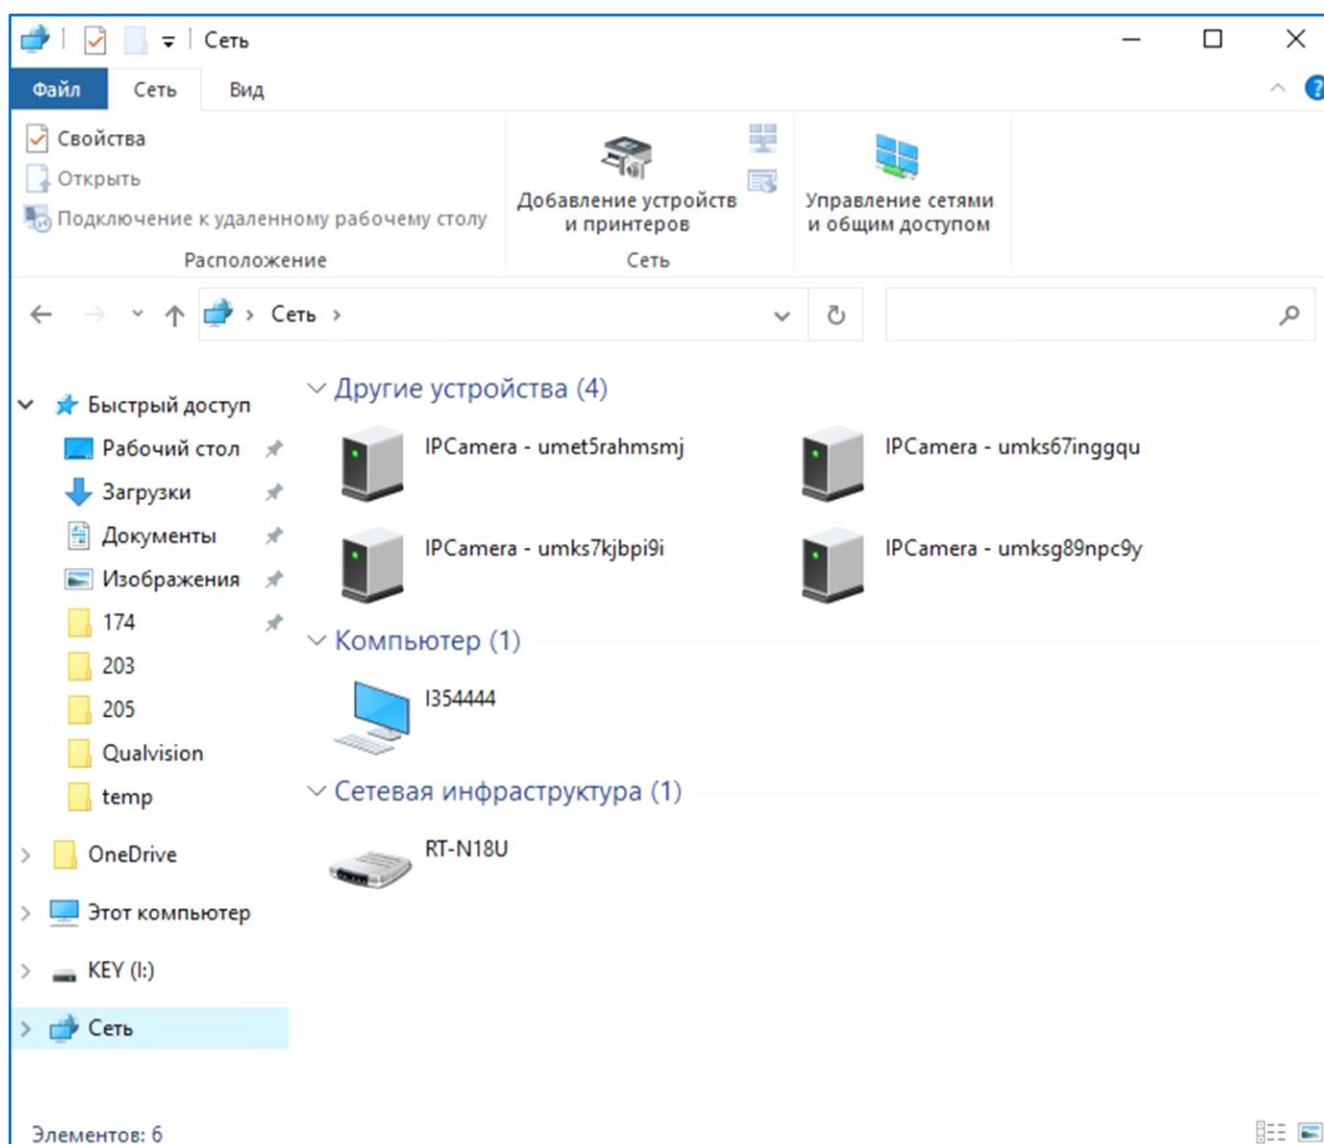 Сеть
Файл Сеть Вид
Свойства
Открыть
Подключение к удаленному рабочему столу
Расположение
Добавление устройств
и принтеров
Сеть
Управление сетями
и общим доступом
Сеть
Быстрый доступ
Рабочий стол
Загрузки
Документы
Изображения
174
203
205
Qualvision
temp
OneDrive
Этот компьютер
KEY (I:)
Сеть
Другие устройства (4)
IPCamera - umet5rahmsmj
IPCamera - umks67inggqu
IPCamera - umks7kjbpi9i
IPCamera - umksg89npc9y
Компьютер (1)
I354444
Сетевая инфраструктура (1)
RT-N18U
Элементов: 6